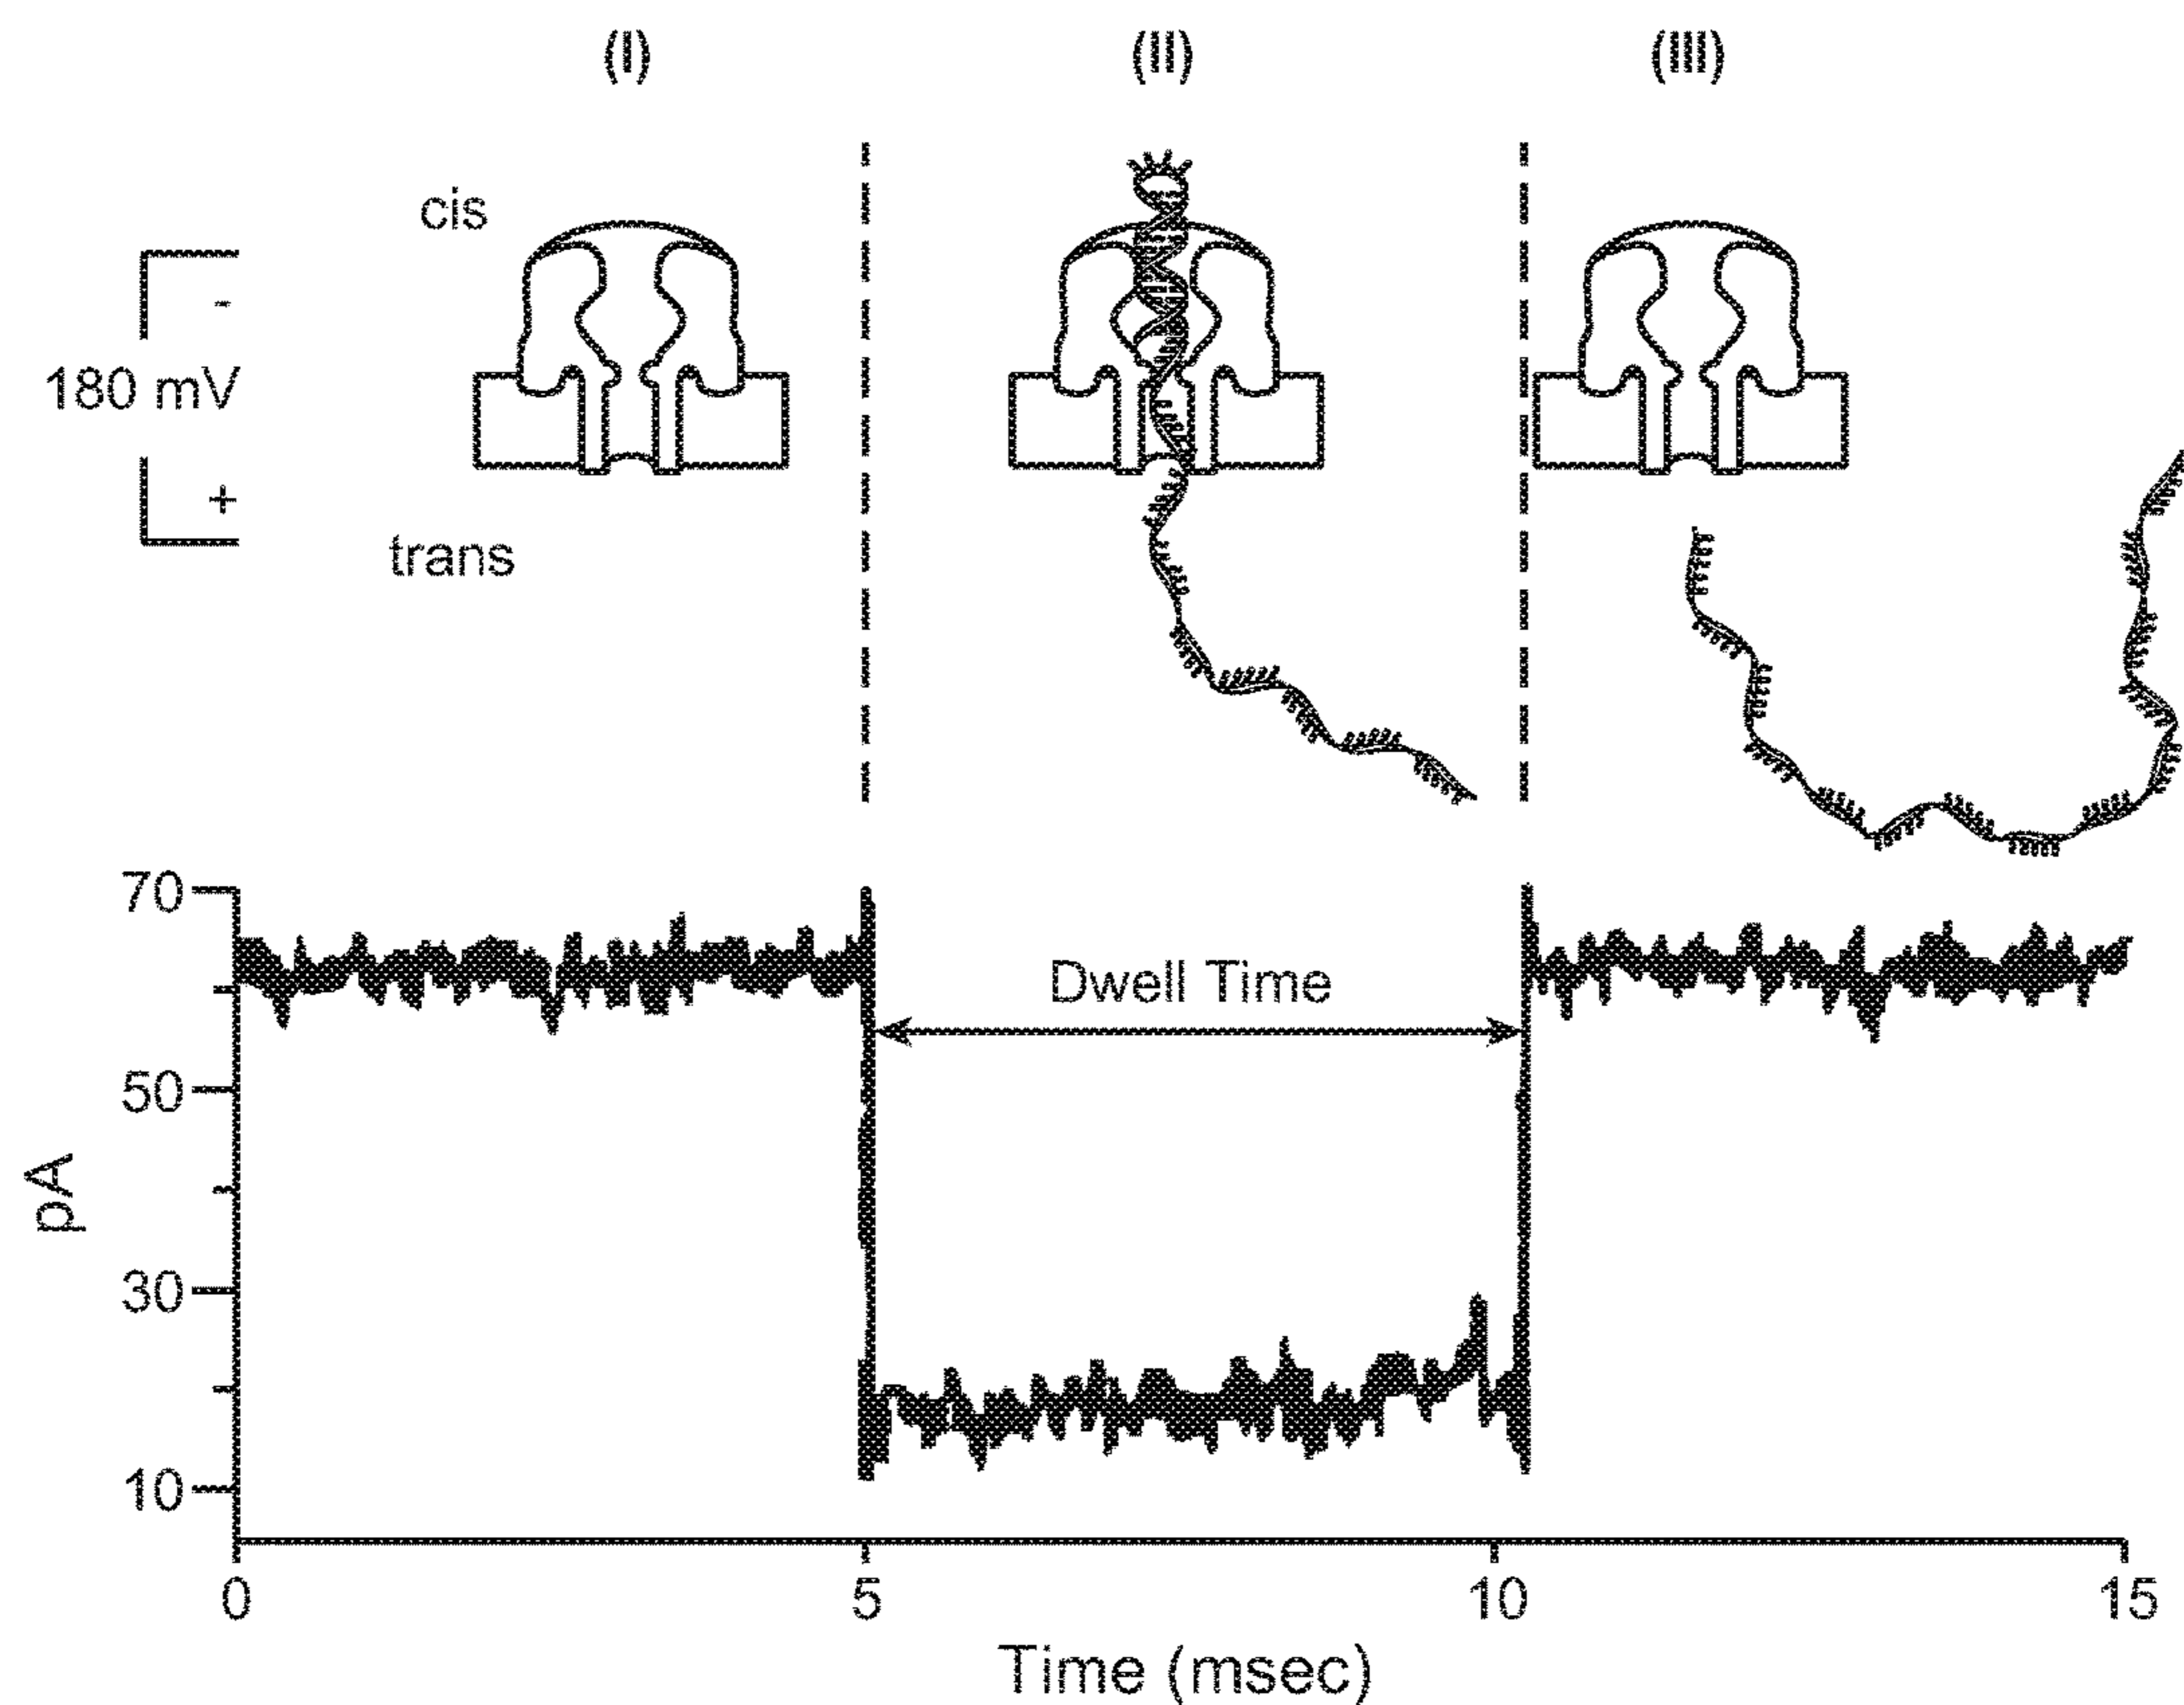 (I) (II) (III)
cis
-
180 mV
+
trans
70
Dwell Time
50
pA
30
10
0 5 10 15
Time (msec)